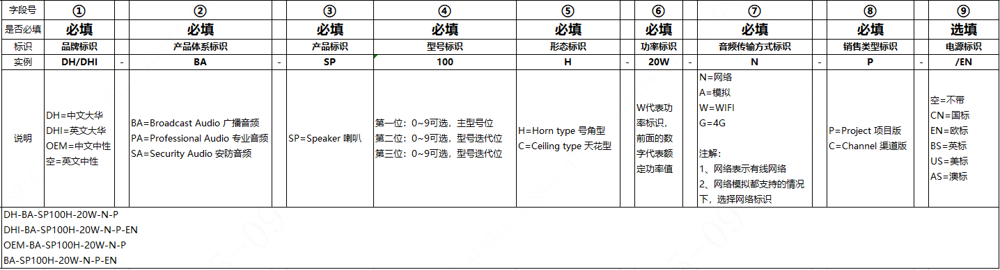 字段号 ① ② ③ ④ ⑤ ⑥ ⑦ ⑧ ⑨
是否必填 必填 必填 必填 必填 必填 必填 必填 必填 选填
标识 品牌标识 产品体系标识 产品标识 型号标识 形态标识 功率标识 音频传输方式标识 销售类型标识 电源标识
实例 DH/DHI - BA - SP 100 H - 20W - N - P - /EN
说明
DH=中文大华
DHI=英文大华
OEM=中文中性
空=英文中性
BA=Broadcast Audio 广播音频
PA=Professional Audio 专业音频
SA=Security Audio 安防音频
SP=Speaker 喇叭
第一位：0~9可选，主型号位
第二位：0~9可选，型号迭代位
第三位：0~9可选，型号迭代位
H=Horn type 号角型
C=Ceiling type 天花型
W代表功
率标识，
前面的数
字代表额
定功率值
N=网络
A=模拟
W=WIFI
G=4G
注解：
1、网络表示有线网络
2、网络模拟都支持的情况
下，选择网络标识
P=Project 项目版
C=Channel 渠道版
空=不带
CN=国标
EN=欧标
BS=英标
US=美标
AS=澳标
DH-BA-SP100H-20W-N-P
DHI-BA-SP100H-20W-N-P-EN
OEM-BA-SP100H-20W-N-P
BA-SP100H-20W-N-P-EN